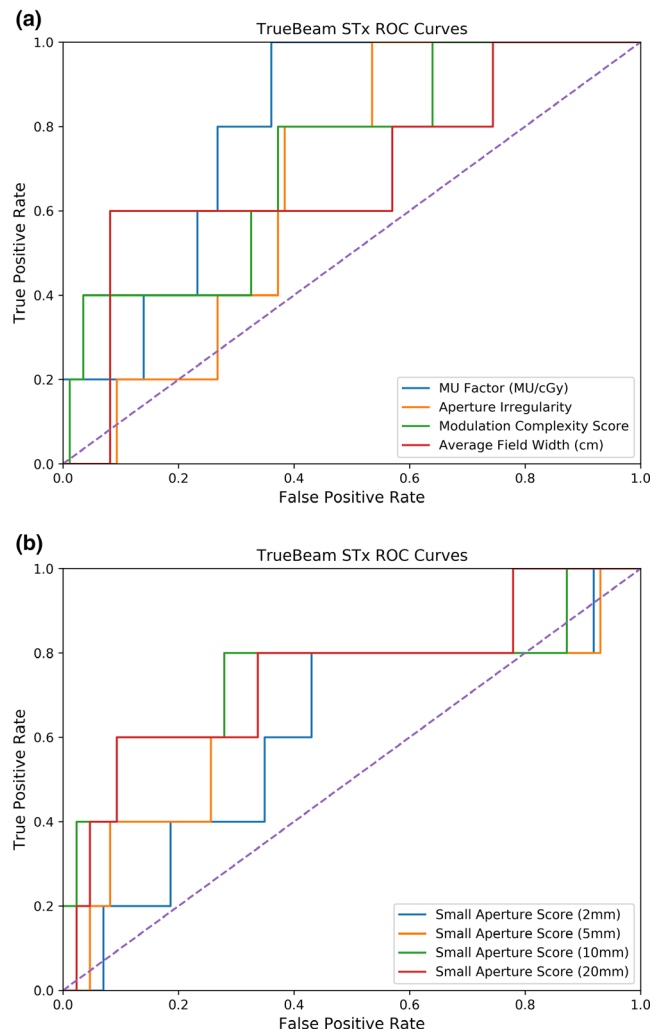 (a)
TrueBeam STx ROC Curves
1.0
0.8
0.6
0.4
0.2
0.0
True Positive Rate
0.0 0.2 0.4 0.6 0.8 1.0
False Positive Rate
MU Factor (MU/cGy)
Aperture Irregularity
Modulation Complexity Score
Average Field Width (cm)
(b)
TrueBeam STx ROC Curves
1.0
0.8
0.6
0.4
0.2
0.0
True Positive Rate
0.0 0.2 0.4 0.6 0.8 1.0
False Positive Rate
Small Aperture Score (2mm)
Small Aperture Score (5mm)
Small Aperture Score (10mm)
Small Aperture Score (20mm)